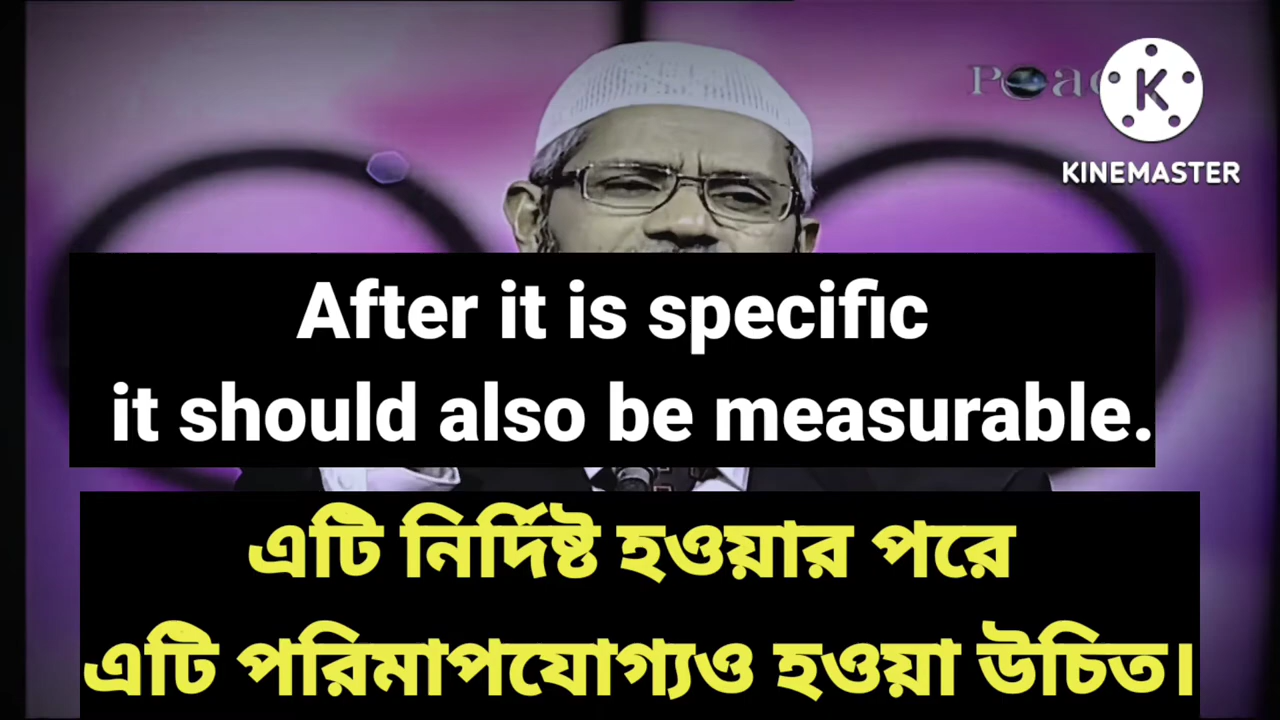 KINEMASTER
After it is specific
it should also be measurable.
এটি নির্দিষ্ট হওয়ার পরে
এটি পরিমাপযোগ্যও হওয়া উচিত।